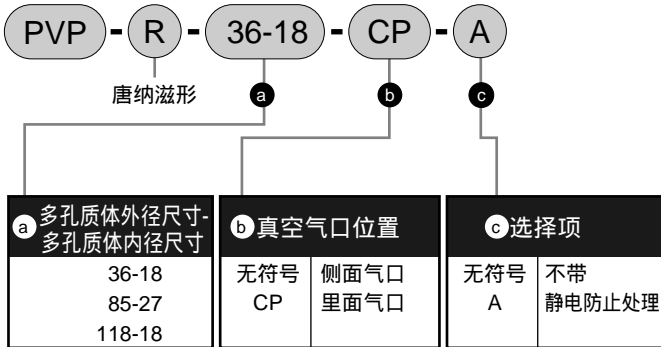 PVP - R - 36-18 - CP - A
唐纳滋形
a b c
a 多孔质体外径尺寸-
多孔质体内径尺寸
36-18
85-27
118-18
b 真空气口位置
无符号 侧面气口
CP 里面气口
c 选择项
无符号 不带
A 静电防止处理